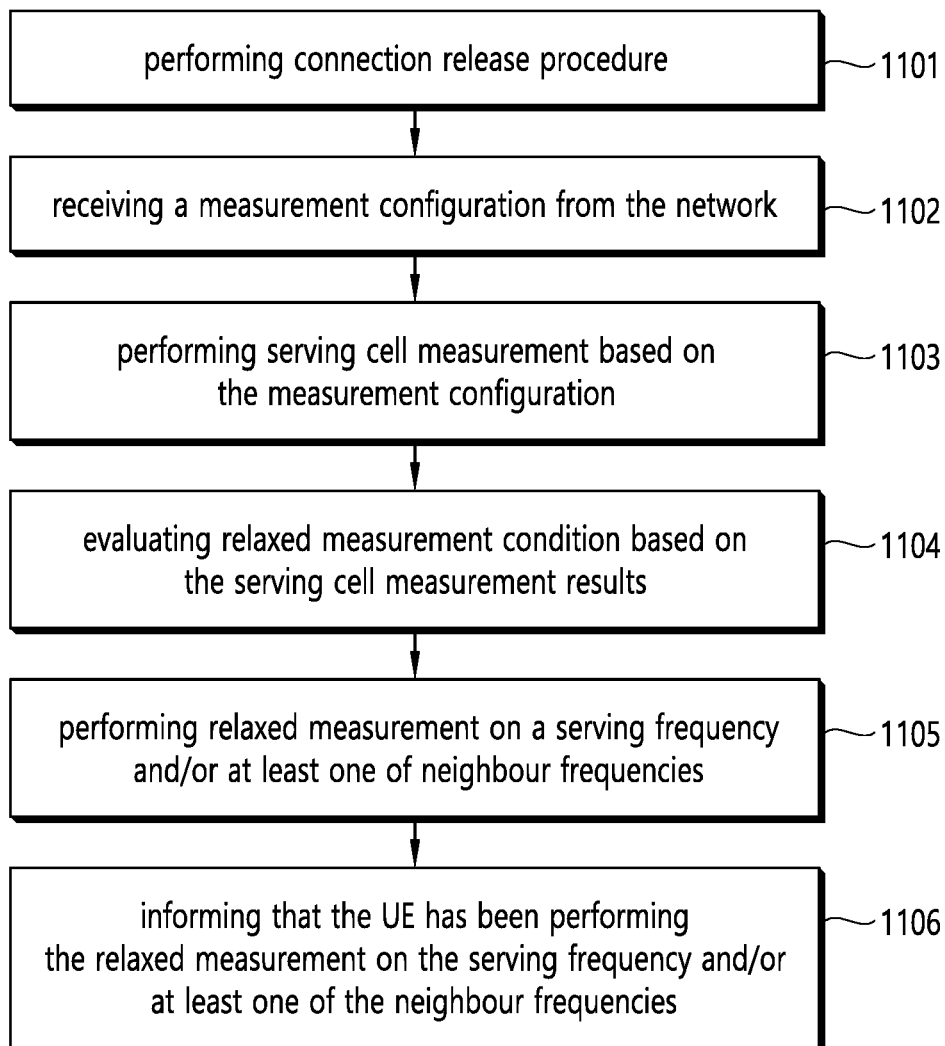 performing connection release procedure
1101
receiving a measurement configuration from the network
1102
performing serving cell measurement based on
the measurement configuration
1103
evaluating relaxed measurement condition based on
the serving cell measurement results
1104
performing relaxed measurement on a serving frequency
and/or at least one of neighbour frequencies
1105
informing that the UE has been performing
the relaxed measurement on the serving frequency and/or
at least one of the neighbour frequencies
1106